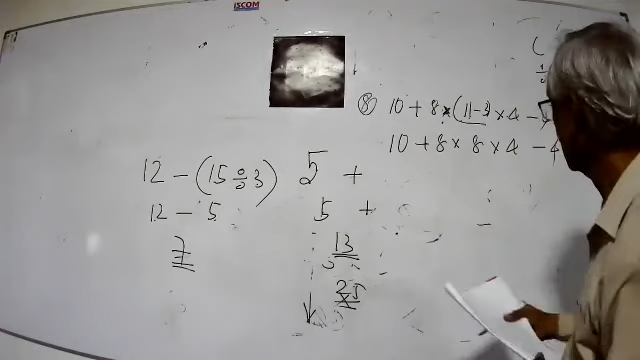 ISCOM
⑧ 10 + 8 × (11-3) × 4 - 4
10 + 8 × 8 × 4 - 4
12 - (15 ÷ 3)
12 - 5
7
5 +
5 +
13
25